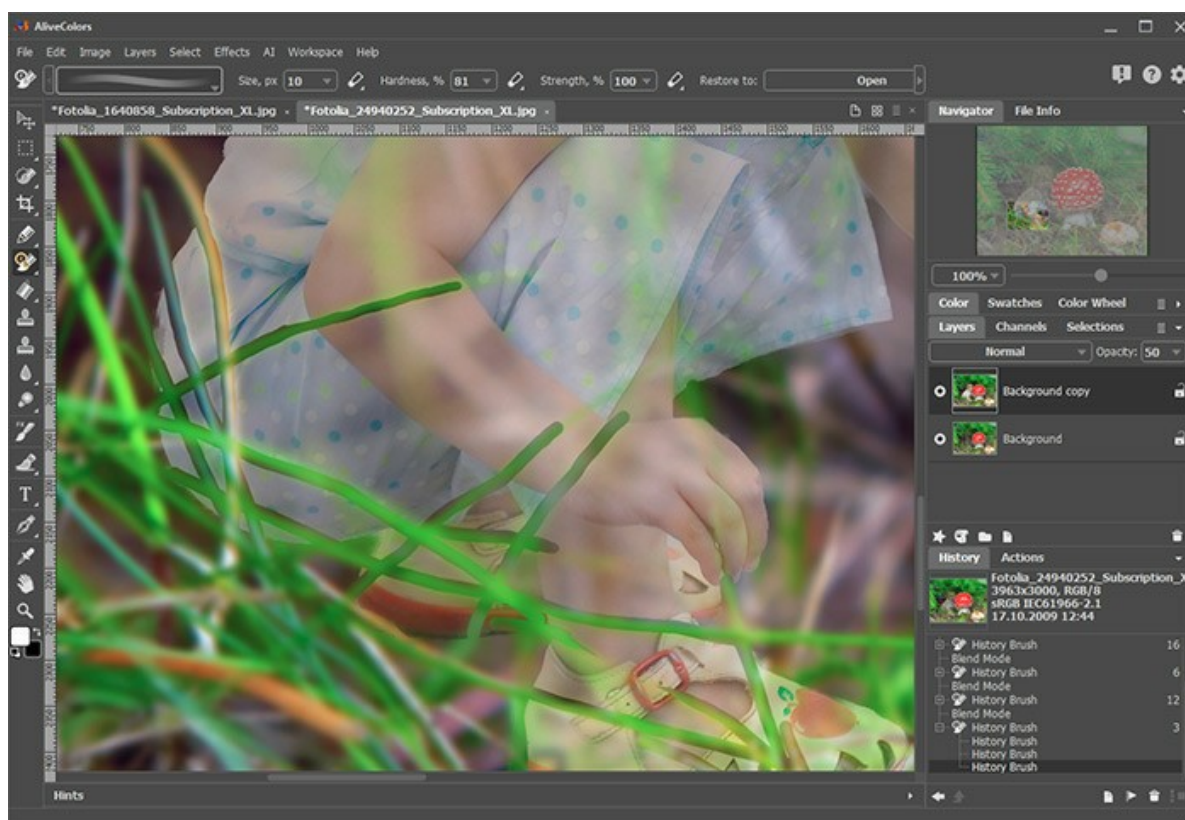 AliveColors
File Edit Image Layers Select Effects AI Workspace Help
Size, px 10 Hardness, % 81 Strength, % 100 Restore to: Open
*Fotolia_1640858_Subscription_XL.jpg *Fotolia_24940252_Subscription_XL.jpg
Navigator File Info
100%
Color Swatches Color Wheel
Layers Channels Selections
Normal Opacity: 50
Background copy
Background
History Actions
Fotolia_24940252_Subscription_X
3963x3000, RGB/8
sRGB IEC61966-2.1
17.10.2009 12:44
History Brush 16
Blend Mode
History Brush 6
Blend Mode
History Brush 12
Blend Mode
History Brush 3
History Brush
History Brush
History Brush
Hints